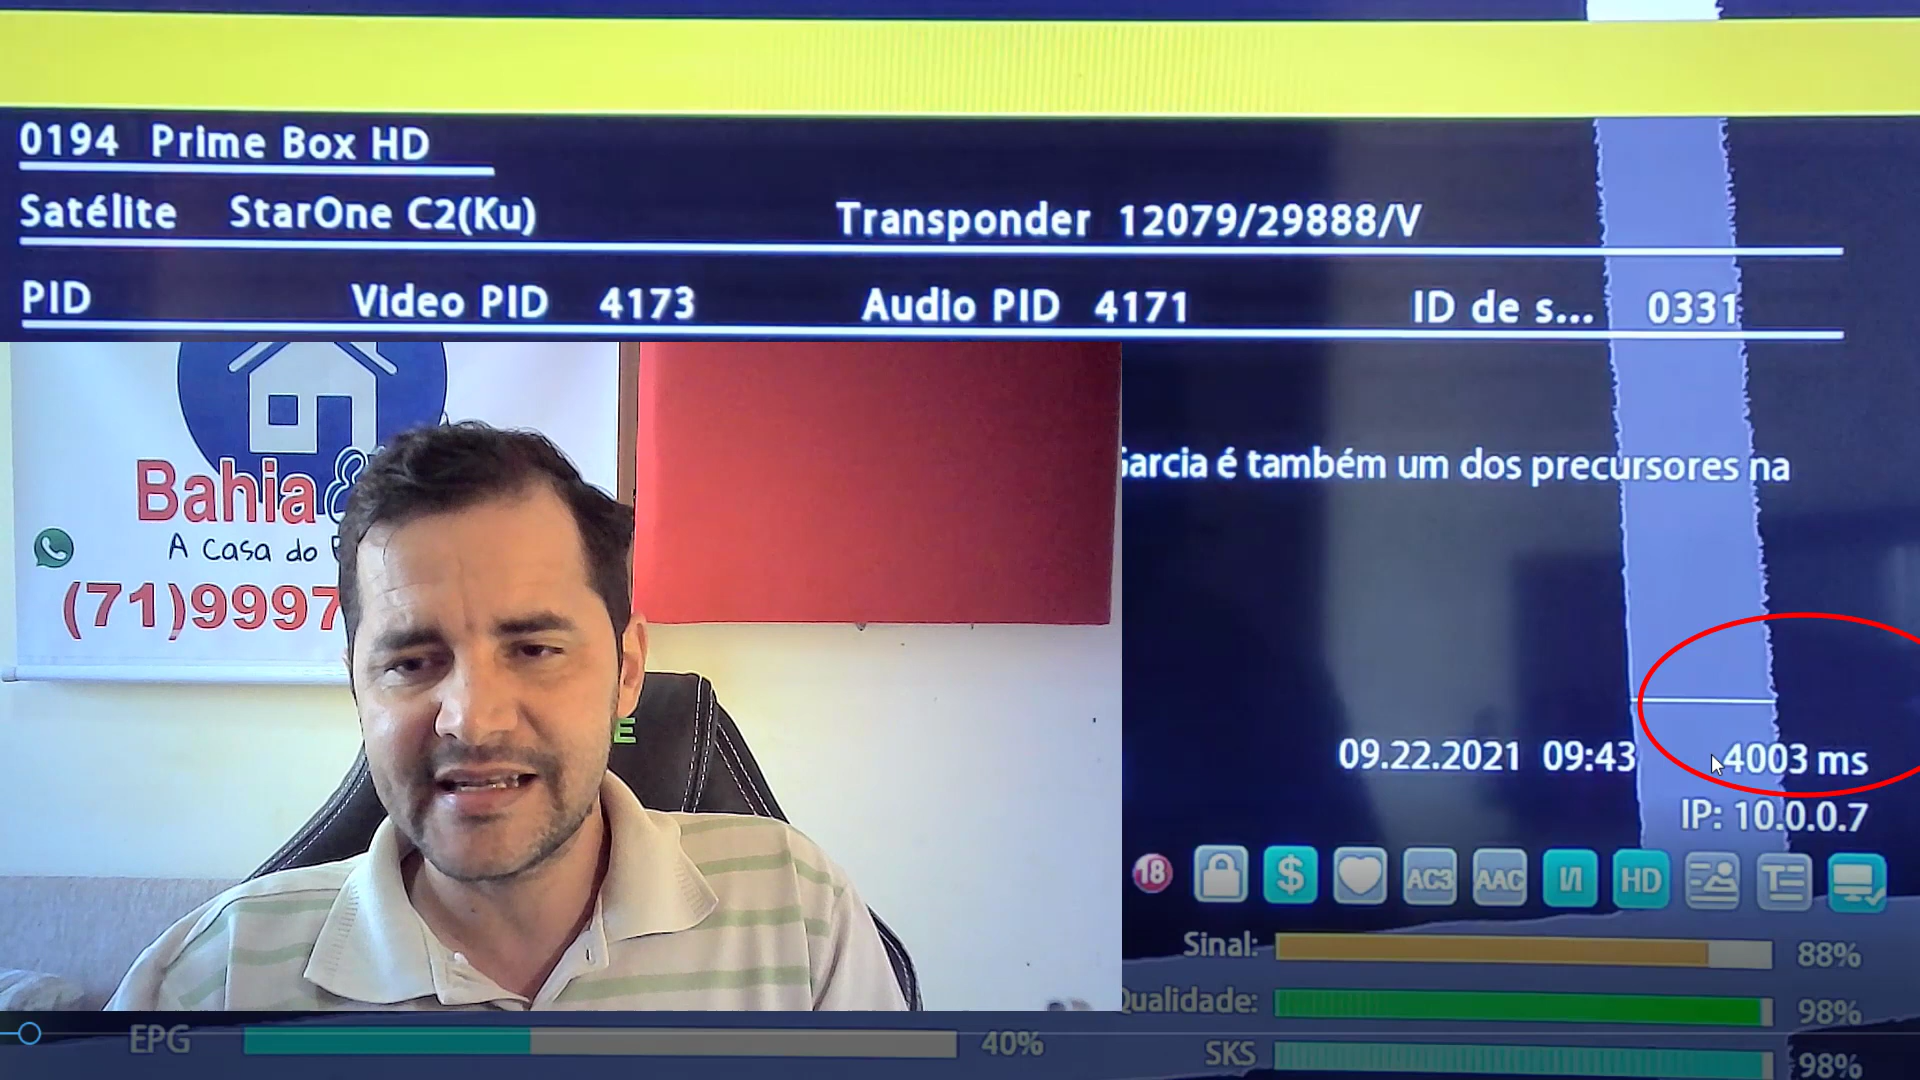 0194 Prime Box HD
Satélite StarOne C2(Ku) Transponder 12079/29888/V
PID Video PID 4173 Audio PID 4171 ID de s... 0331
Bahia &
A Casa do
(71)9997
E
Garcia é também um dos precursores na
09.22.2021 09:43 4003 ms
IP: 10.0.0.7
18 $ AC3 AAC HD
Sinal: 88%
Qualidade: 98%
EPG 40% SKS 98%